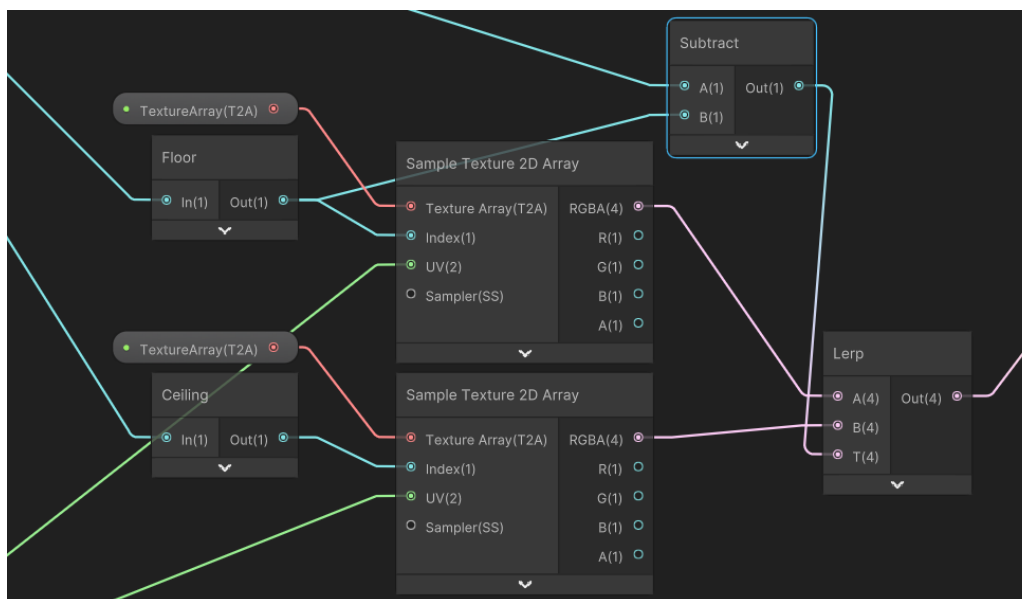 Subtract
A(1)
Out(1)
B(1)
TextureArray(T2A)
Floor
In(1)
Out(1)
Sample Texture 2D Array
Texture Array(T2A)
RGBA(4)
Index(1)
R(1)
UV(2)
G(1)
Sampler(SS)
B(1)
A(1)
TextureArray(T2A)
Ceiling
In(1)
Out(1)
Sample Texture 2D Array
Texture Array(T2A)
RGBA(4)
Index(1)
R(1)
UV(2)
G(1)
Sampler(SS)
B(1)
A(1)
Lerp
A(4)
Out(4)
B(4)
T(4)